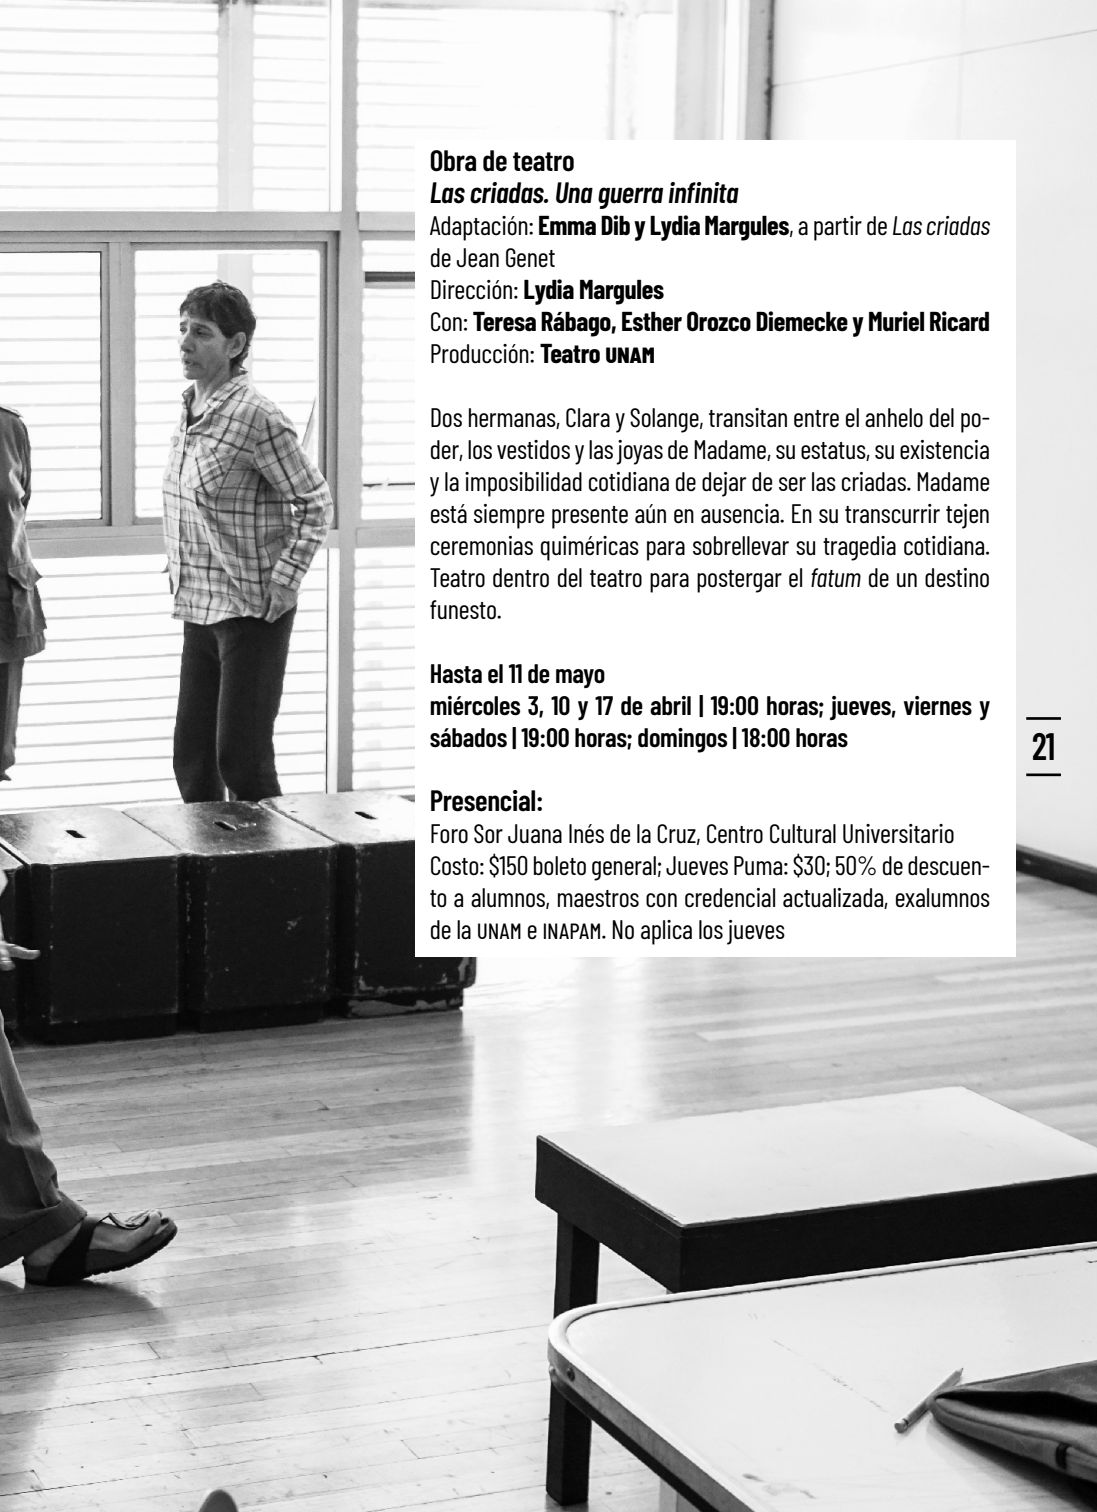 Obra de teatro
Las criadas. Una guerra infinita
Adaptación: Emma Dib y Lydia Margules, a partir de Las criadas
de Jean Genet
Dirección: Lydia Margules
Con: Teresa Rábago, Esther Orozco Diemecke y Muriel Ricard
Producción: Teatro UNAM
Dos hermanas, Clara y Solange, transitan entre el anhelo del po-
der, los vestidos y las joyas de Madame, su estatus, su existencia
y la imposibilidad cotidiana de dejar de ser las criadas. Madame
está siempre presente aún en ausencia. En su transcurrir tejen
ceremonias quiméricas para sobrellevar su tragedia cotidiana.
Teatro dentro del teatro para postergar el fatum de un destino
funesto.
Hasta el 11 de mayo
miércoles 3, 10 y 17 de abril | 19:00 horas; jueves, viernes y
sábados | 19:00 horas; domingos | 18:00 horas
21
Presencial:
Foro Sor Juana Inés de la Cruz, Centro Cultural Universitario
Costo: $150 boleto general; Jueves Puma: $30; 50% de descuen-
to a alumnos, maestros con credencial actualizada, exalumnos
de la UNAM e INAPAM. No aplica los jueves